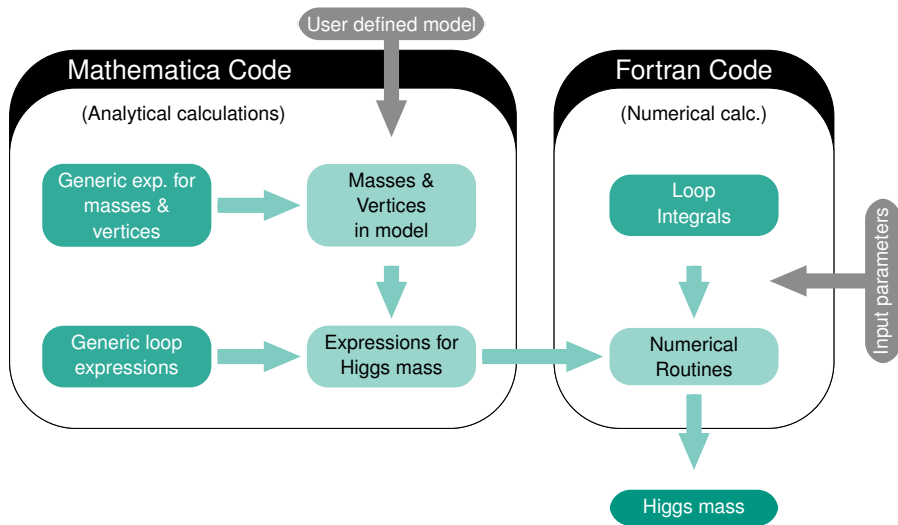 User defined model
Mathematica Code
(Analytical calculations)
Generic exp. for
masses &
vertices
Masses &
Vertices
in model
Generic loop
expressions
Expressions for
Higgs mass
Fortran Code
(Numerical calc.)
Loop
Integrals
Numerical
Routines
Input parameters
Higgs mass